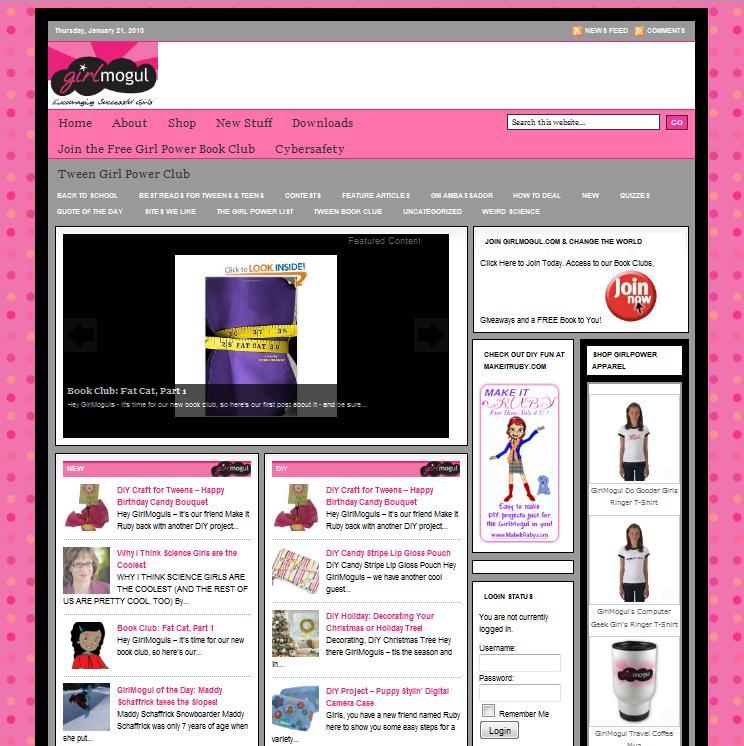 Thursday, January 21, 2010
NEWS FEED
COMMENTS
girlmogul
Encouraging Successful Girls
Home About Shop New Stuff Downloads
Search this website...
GO
Join the Free Girl Power Book Club Cybersafety
Tween Girl Power Club
BACK TO SCHOOL BEST READS FOR TWEENS & TEENS CONTESTS FEATURE ARTICLES GM AMBASSADOR HOW TO DEAL NEW QUIZZES
QUOTE OF THE DAY SITES WE LIKE THE GIRL POWER LIST TWEEN BOOK CLUB UNCATEGORIZED WEIRD SCIENCE
Featured Content
Click to LOOK INSIDE!
FAT CAT
Book Club: Fat Cat, Part 1
Hey GirlMoguls - it's time for our new book club, so here's our first post about it - and be sure...
JOIN GIRLMOGUL.COM & CHANGE THE WORLD
Click Here to Join Today. Access to our Book Clubs,
Join
now
Giveaways and a FREE Book to You!
CHECK OUT DIY FUN AT
MAKEITRUBY.COM
MAKE IT
RUBY
Fun How-To's 4 U!
Easy to make
DIY projects just for
the GirlMogul in you!
www.MakeItRuby.com
SHOP GIRLPOWER
APPAREL
GirlMogul Do Gooder Girls
Ringer T-Shirt
GirlMogul's Computer
Geek Girl's Ringer T-Shirt
girlmogul
GirlMogul Travel Coffee
Mug
NEW
girlmogul
DIY Craft for Tweens – Happy
Birthday Candy Bouquet
Hey GirlMoguls – It's our friend Make It
Ruby back with another DIY project...
Why I Think Science Girls are the
Coolest
WHY I THINK SCIENCE GIRLS ARE
THE COOLEST (AND THE REST OF
US ARE PRETTY COOL, TOO) By...
Book Club: Fat Cat, Part 1
Hey GirlMoguls – it's time for our new
book club, so here's our...
GirlMogul of the Day: Maddy
Schaffrick takes the Slopes!
Maddy Schaffrick Snowboarder Maddy
Schaffrick was only 7 years of age when
she put...
DIY
girlmogul
DIY Craft for Tweens – Happy
Birthday Candy Bouquet
Hey GirlMoguls – It's our friend Make It
Ruby back with another DIY project...
DIY Candy Stripe Lip Gloss Pouch
DIY Candy Stripe Lip Gloss Pouch Hey
GirlMoguls – we have another cool
guest...
DIY Holiday: Decorating Your
Christmas or Holiday Tree!
Decorating, DIY Christmas Tree Hey
there GirlMoguls – tis the season and
in...
DIY Project – Puppy Stylin' Digital
Camera Case
Girls, you have a new friend named Ruby
here to show you some easy steps for a
variety...
LOGIN STATUS
You are not currently
logged in.
Username:
Password:
Remember Me
Login